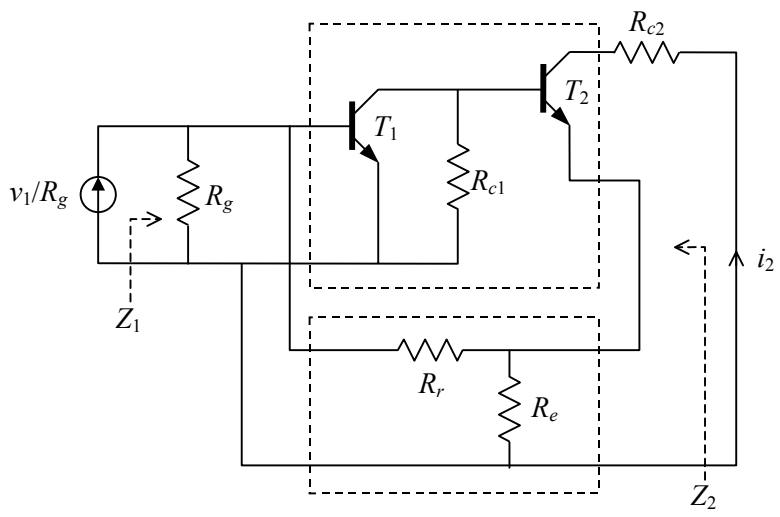 R_c2
T_2
T_1
R_c1
v_1/R_g
R_g
i_2
Z_1
R_r
R_e
Z_2